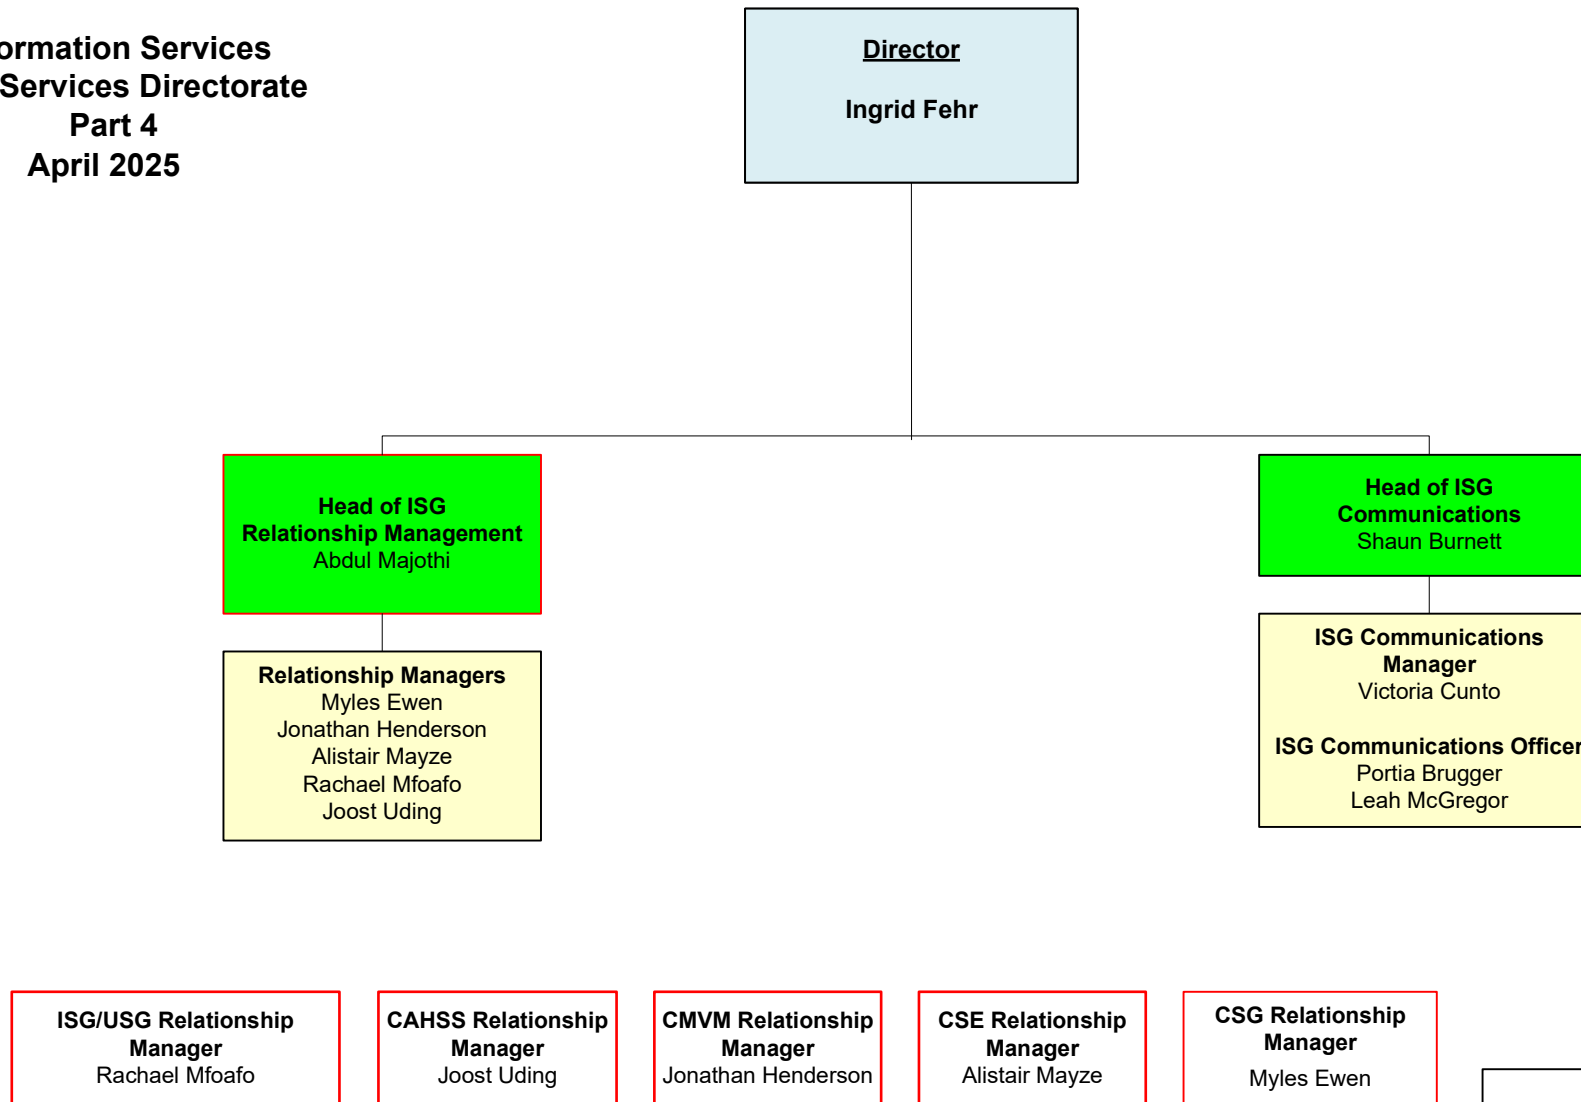 ormation Services
Services Directorate
Part 4
April 2025
Director
Ingrid Fehr
Head of ISG
Relationship Management
Abdul Majothi
Head of ISG
Communications
Shaun Burnett
Relationship Managers
Myles Ewen
Jonathan Henderson
Alistair Mayze
Rachael Mfoafo
Joost Uding
ISG Communications
Manager
Victoria Cunto
ISG Communications Officer
Portia Brugger
Leah McGregor
ISG/USG Relationship
Manager
Rachael Mfoafo
CAHSS Relationship
Manager
Joost Uding
CMVM Relationship
Manager
Jonathan Henderson
CSE Relationship
Manager
Alistair Mayze
CSG Relationship
Manager
Myles Ewen